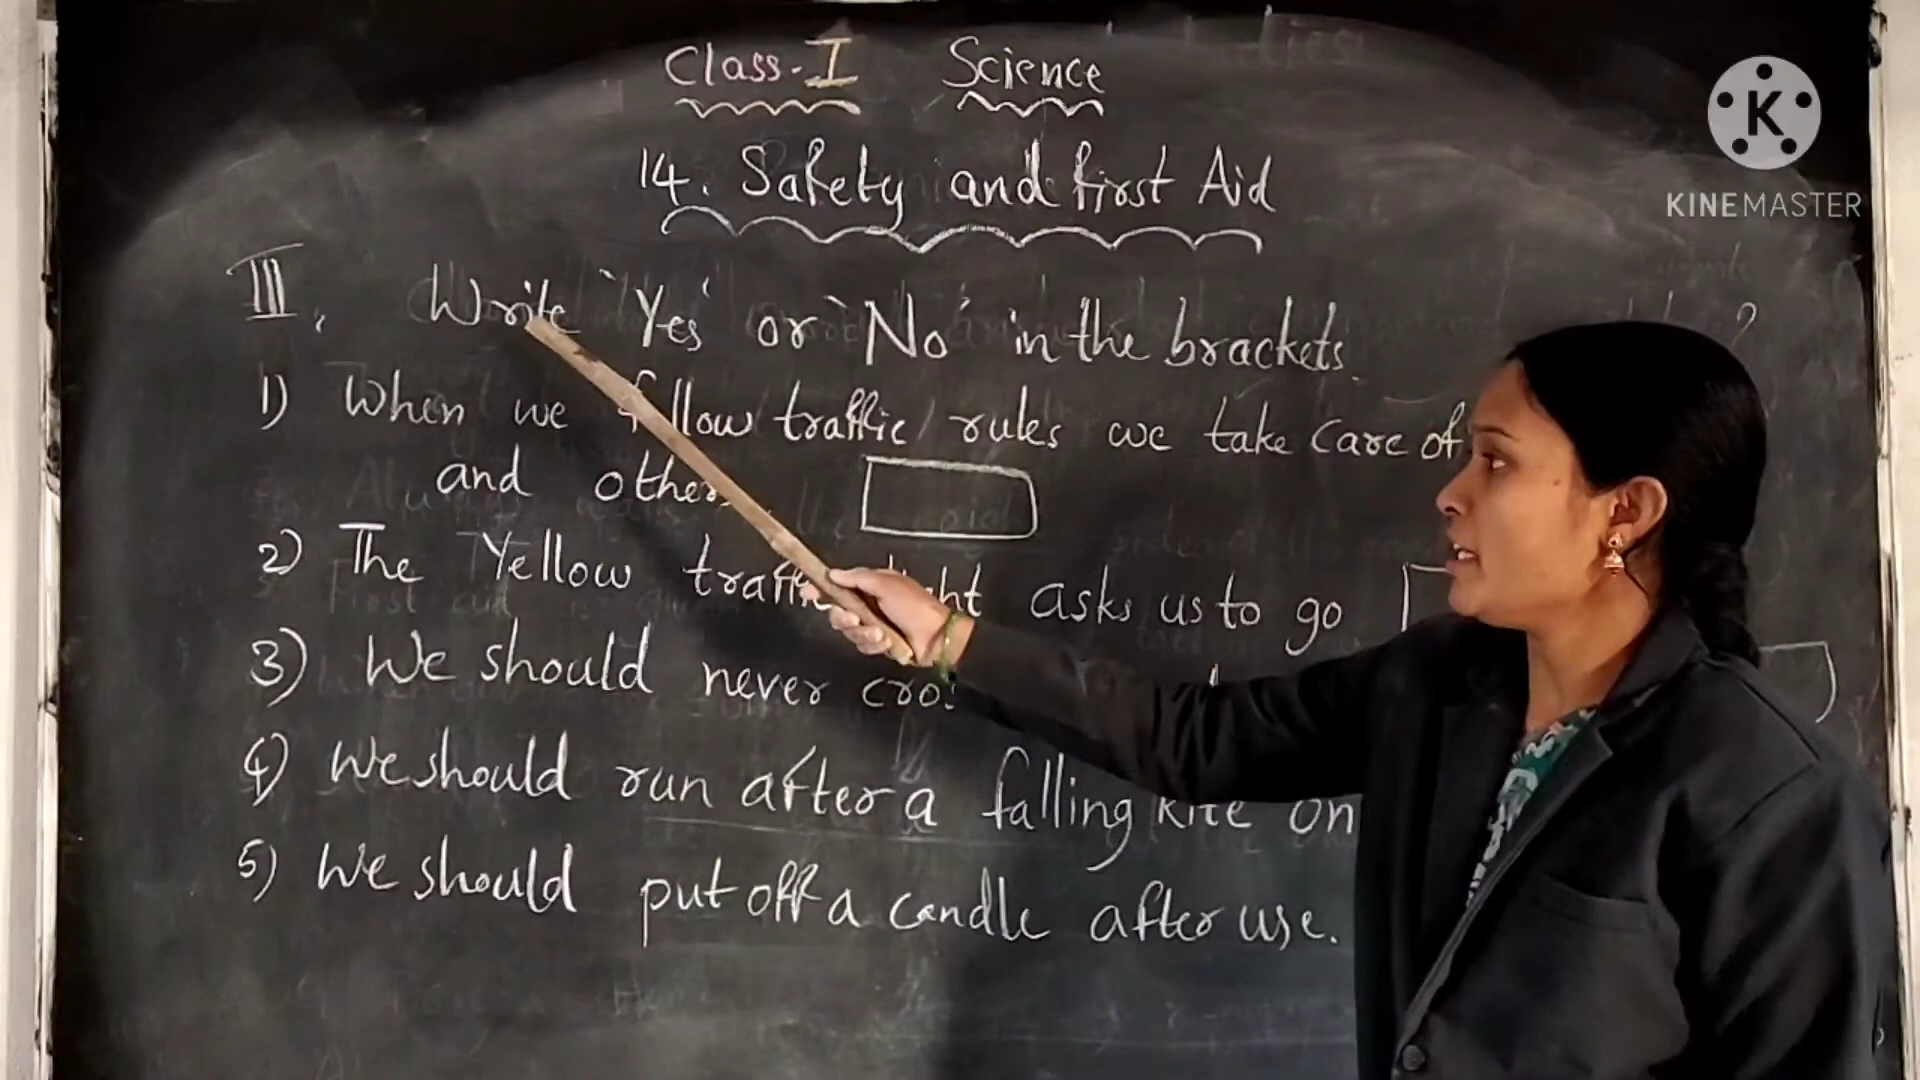 Class-I Science
14. Safety and first Aid
III. Write 'Yes' or 'No' in the brackets.
1) When we follow traffic rules we take care of
and others.
2) The Yellow traffic light asks us to go
3) We should never
4) We should run after a falling kite on
5) We should put off a candle after use.
K
KINEMASTER